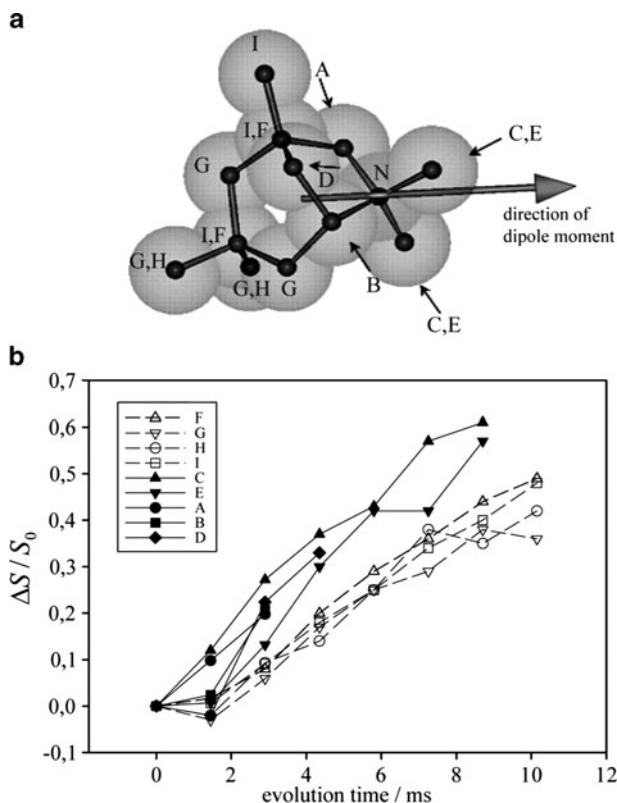 a
I
A
I,F
C,E
G
D
N
direction of
dipole moment
I,F
G,H
G,H
G
B
C,E
b
0,7
0,6
0,5
0,4
0,3
0,2
0,1
0,0
-0,1
ΔS / S₀
F
G
H
I
C
E
A
B
D
0 2 4 6 8 10 12
evolution time / ms